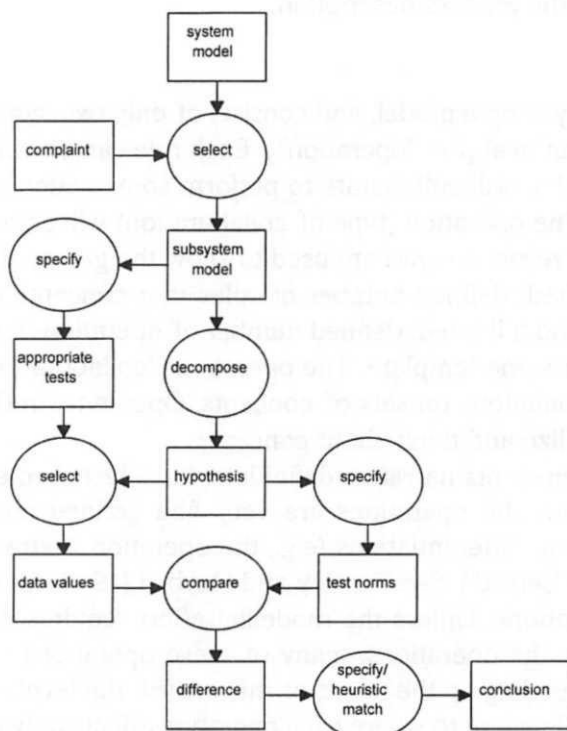 system
model
complaint
select
specify
subsystem
model
appropriate
tests
decompose
select
hypothesis
specify
data values
compare
test norms
difference
specify/
heuristic
match
conclusion